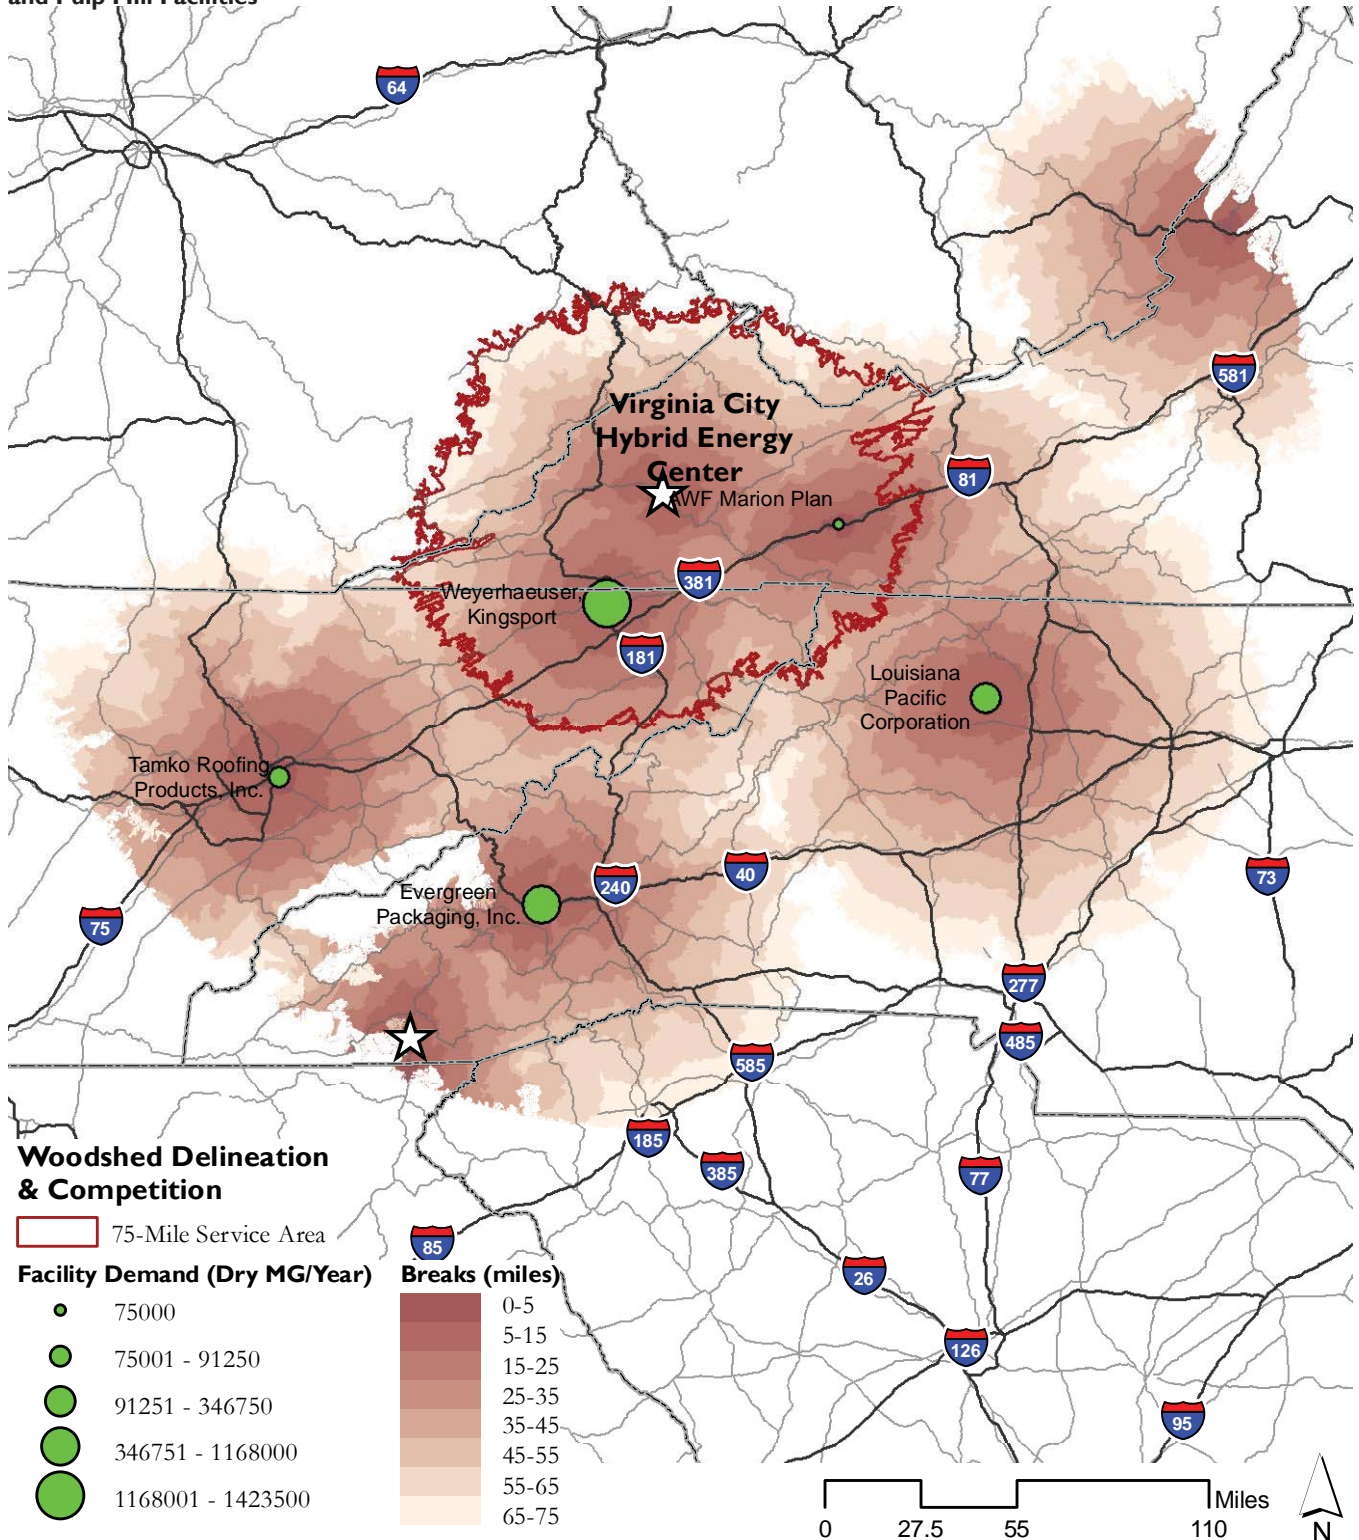 and Pulp Mill Facilities
64
581
Virginia City
Hybrid Energy
Center
81
AWF Marion Plan
381
Weyerhaeuser,
Kingsport
181
Louisiana
Pacific
Corporation
Tamko Roofing
Products, Inc.
240
40
73
Evergreen
Packaging, Inc.
75
277
485
585
185
385
77
85
26
126
95
Woodshed Delineation
& Competition
75-Mile Service Area
Facility Demand (Dry MG/Year)
75000
75001 - 91250
91251 - 346750
346751 - 1168000
1168001 - 1423500
Breaks (miles)
0-5
5-15
15-25
25-35
35-45
45-55
55-65
65-75
Miles
0 27.5 55 110
N